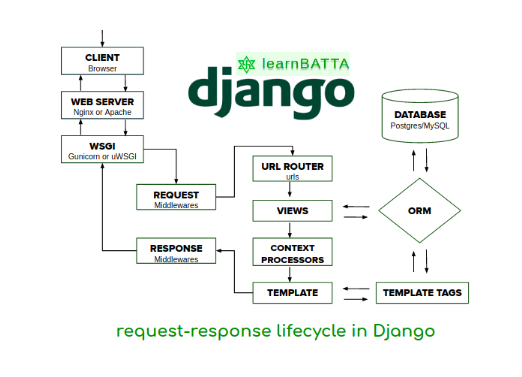 CLIENT
Browser
learnBATTA
django
WEB SERVER
Nginx or Apache
DATABASE
Postgres/MySQL
WSGI
Gunicorn or uWSGI
URL ROUTER
urls
REQUEST
Middlewares
VIEWS
ORM
RESPONSE
Middlewares
CONTEXT
PROCESSORS
TEMPLATE
TEMPLATE TAGS
request-response lifecycle in Django